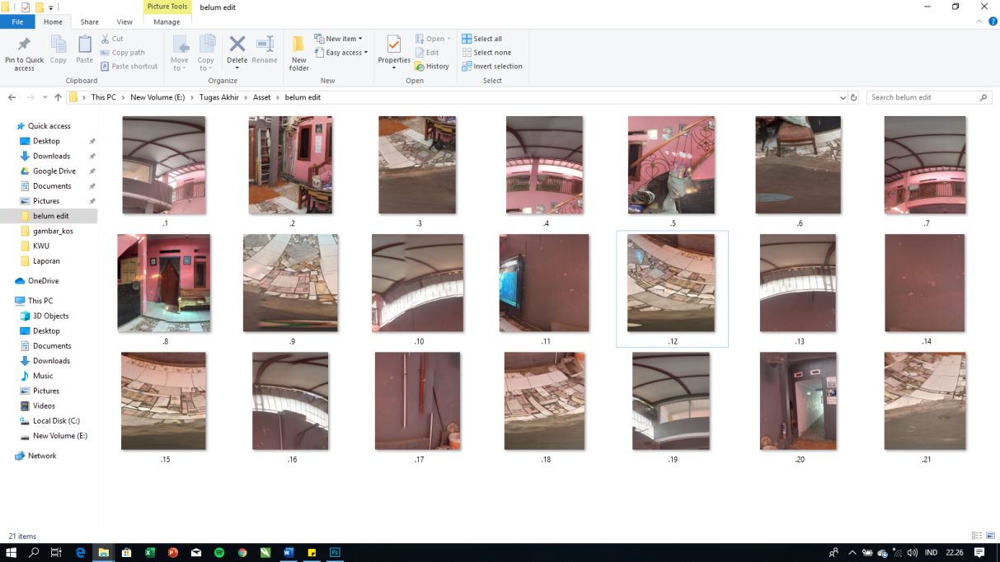 Picture Tools belum edit
File Home Share View Manage
Pin to Quick access
Copy
Paste
Cut
Copy path
Paste shortcut
Clipboard
Move to
Copy to
Delete
Rename
Organize
New folder
New item
Easy access
New
Properties
Open
Edit
History
Open
Select all
Select none
Invert selection
Select
This PC New Volume (E:) Tugas Akhir Asset belum edit
Search belum edit
Quick access
Desktop
Downloads
Google Drive
Documents
Pictures
belum edit
gambar_kos
KWU
Laporan
OneDrive
This PC
3D Objects
Desktop
Documents
Downloads
Music
Pictures
Videos
Local Disk (C:)
New Volume (E:)
Network
.1 .2 .3 .4 .5 .6 .7
.8 .9 .10 .11 .12 .13 .14
.15 .16 .17 .18 .19 .20 .21
21 items
IND 22.26